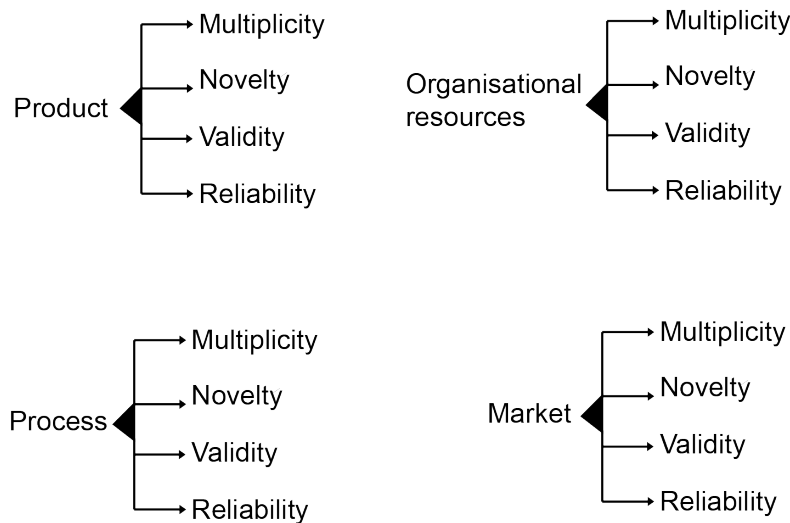 Product
Multiplicity
Novelty
Validity
Reliability
Organisational
resources
Multiplicity
Novelty
Validity
Reliability
Process
Multiplicity
Novelty
Validity
Reliability
Market
Multiplicity
Novelty
Validity
Reliability